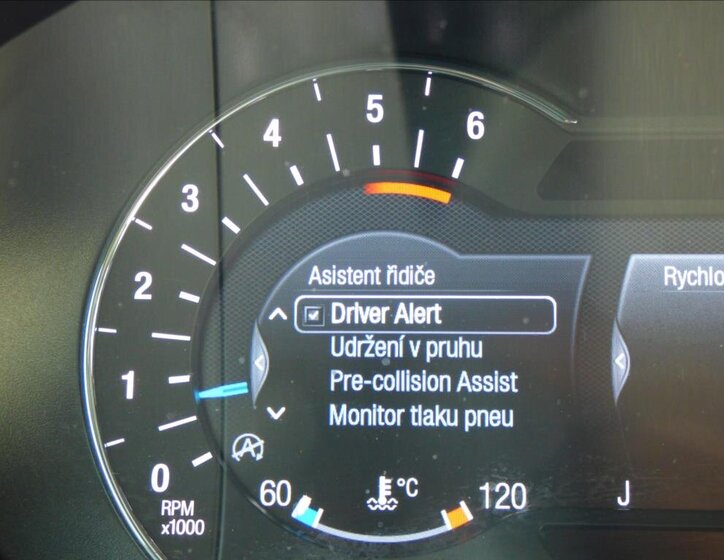 6
5
4
3
2
1
0
RPM
x1000
Asistent řidiče
Driver Alert
Udržení v pruhu
Pre-collision Assist
Monitor tlaku pneu
A
60
°C
120
Rychlo
J